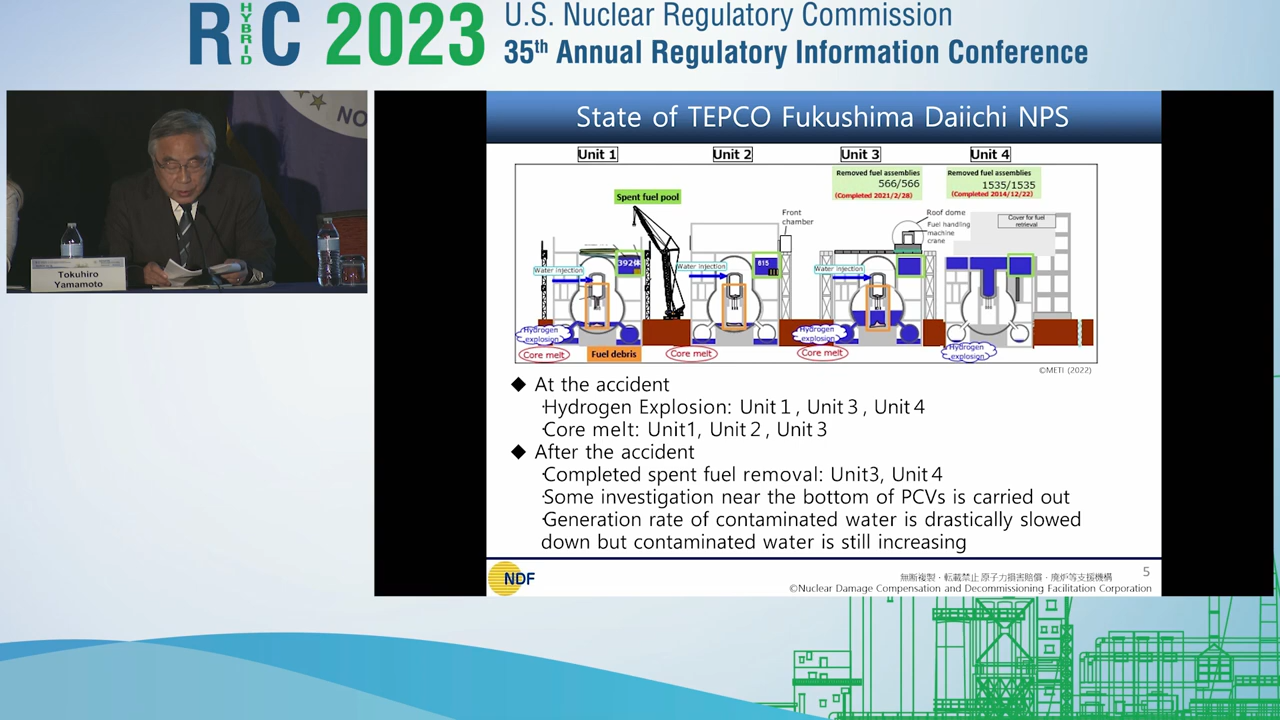 RIC 2023
HYBRID
U.S. Nuclear Regulatory Commission
35th Annual Regulatory Information Conference
NO
Tokuhiro
Yamamoto
State of TEPCO Fukushima Daiichi NPS
Unit 1
Unit 2
Unit 3
Unit 4
Removed fuel assemblies
566/566
(Completed 2021/2/28)
Removed fuel assemblies
1535/1535
(Completed 2014/12/22)
Spent fuel pool
Front
chamber
Roof dome
Fuel handling
machine
crane
Cover for fuel
retrieval
392体
615
Water injection
Water injection
Water injection
Hydrogen
explosion
Hydrogen
explosion
Hydrogen
explosion
Core melt
Fuel debris
Core melt
Core melt
©METI (2022)
◆ At the accident
·Hydrogen Explosion: Unit 1 , Unit 3 , Unit 4
·Core melt: Unit1, Unit 2 , Unit 3
◆ After the accident
·Completed spent fuel removal: Unit3, Unit 4
·Some investigation near the bottom of PCVs is carried out
·Generation rate of contaminated water is drastically slowed
down but contaminated water is still increasing
NDF
5
無断複製・転載禁止 原子力損害賠償・廃炉等支援機構
©Nuclear Damage Compensation and Decommissioning Facilitation Corporation